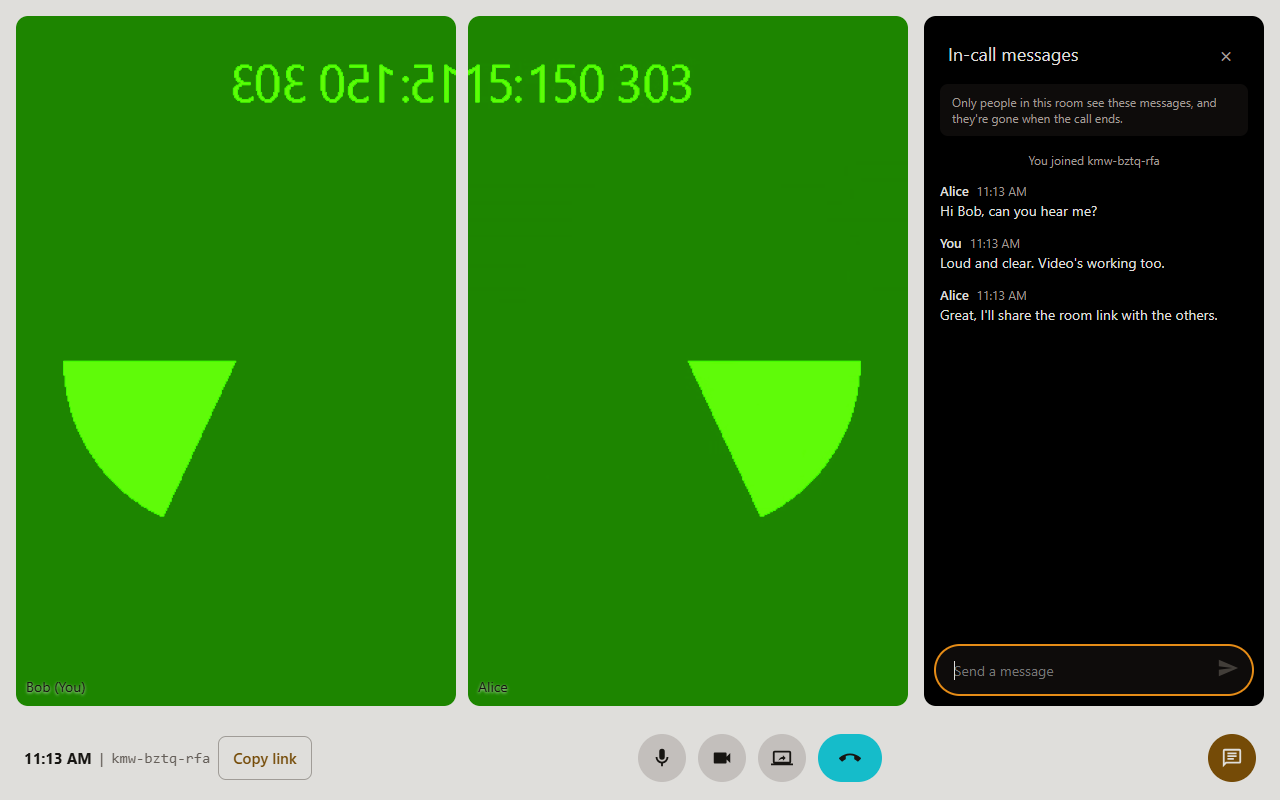 15:150 303
15:150 303
Bob (You)
Alice
In-call messages
Only people in this room see these messages, and
they're gone when the call ends.
You joined kmw-bztq-rfa
Alice 11:13 AM
Hi Bob, can you hear me?
You 11:13 AM
Loud and clear. Video's working too.
Alice 11:13 AM
Great, I'll share the room link with the others.
Send a message
11:13 AM | kmw-bztq-rfa
Copy link